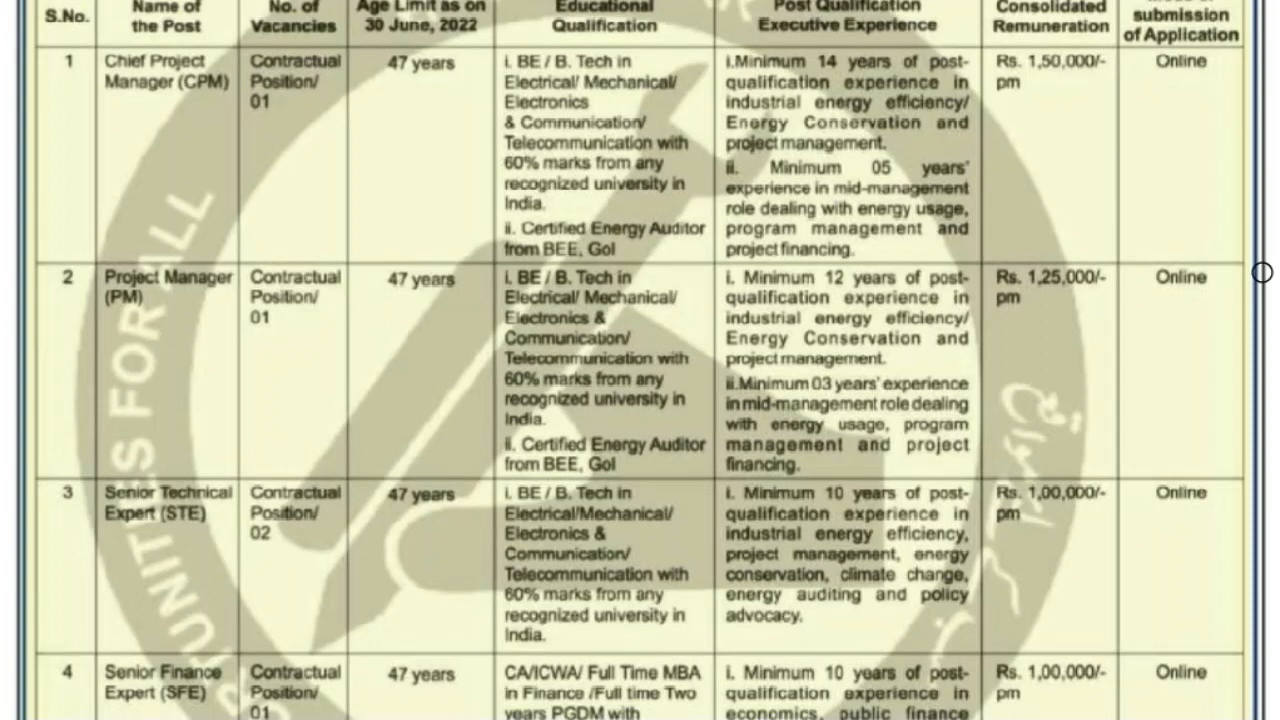 S.No.
Name of
the Post
No. of
Vacancies
Age Limit as on
30 June, 2022
Educational
Qualification
Post Qualification
Executive Experience
Consolidated
Remuneration
submission
of Application
1
Chief Project
Manager (CPM)
Contractual
Position/
01
47 years
i. BE / B. Tech in
Electrical/ Mechanical/
Electronics
& Communication/
Telecommunication with
60% marks from any
recognized university in
India.
ii. Certified Energy Auditor
from BEE, GoI
i.Minimum 14 years of post-
qualification experience in
industrial energy efficiency/
Energy Conservation and
project management.
ii. Minimum 05 years'
experience in mid-management
role dealing with energy usage,
program management and
project financing.
Rs. 1,50,000/-
pm
Online
2
Project Manager
(PM)
Contractual
Position/
01
47 years
i. BE / B. Tech in
Electrical/ Mechanical/
Electronics &
Communication/
Telecommunication with
60% marks from any
recognized university in
India.
ii. Certified Energy Auditor
from BEE, GoI
i. Minimum 12 years of post-
qualification experience in
industrial energy efficiency/
Energy Conservation and
project management.
ii.Minimum 03 years' experience
in mid-management role dealing
with energy usage, program
management and project
financing.
Rs. 1,25,000/-
pm
Online
3
Senior Technical
Expert (STE)
Contractual
Position/
02
47 years
i. BE / B. Tech in
Electrical/Mechanical/
Electronics &
Communication/
Telecommunication with
60% marks from any
recognized university in
India.
i. Minimum 10 years of post-
qualification experience in
industrial energy efficiency,
project management, energy
conservation, climate change,
energy auditing and policy
advocacy.
Rs. 1,00,000/-
pm
Online
4
Senior Finance
Expert (SFE)
Contractual
Position/
01
47 years
CA/ICWA/ Full Time MBA
in Finance /Full time Two
years PGDM with
i. Minimum 10 years of post-
qualification experience in
economics, public finance
Rs. 1,00,000/-
pm
Online
FOR ALL